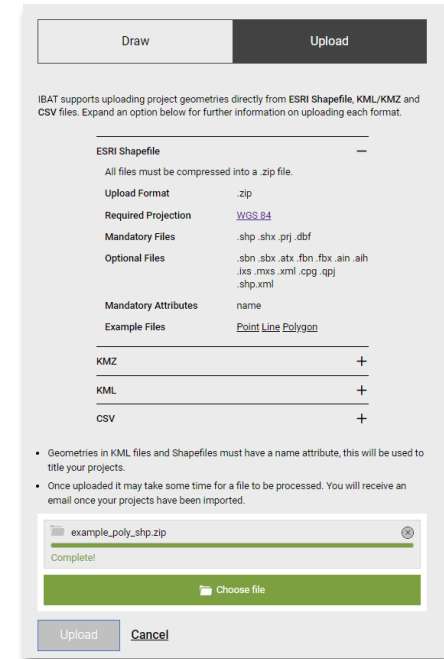 Draw
Upload
IBAT supports uploading project geometries directly from ESRI Shapefile, KML/KMZ and
CSV files. Expand an option below for further information on uploading each format.
ESRI Shapefile
All files must be compressed into a .zip file.
Upload Format .zip
Required Projection WGS 84
Mandatory Files .shp .shx .prj .dbf
Optional Files .sbn .sbx .atx .fbn .fbx .ain .aih
.ixs .mxs .xml .cpg .qpj
.shp.xml
Mandatory Attributes name
Example Files Point Line Polygon
KMZ
KML
CSV
• Geometries in KML files and Shapefiles must have a name attribute, this will be used to
title your projects.
• Once uploaded it may take some time for a file to be processed. You will receive an
email once your projects have been imported.
example_poly_shp.zip
Complete!
Choose file
Upload Cancel